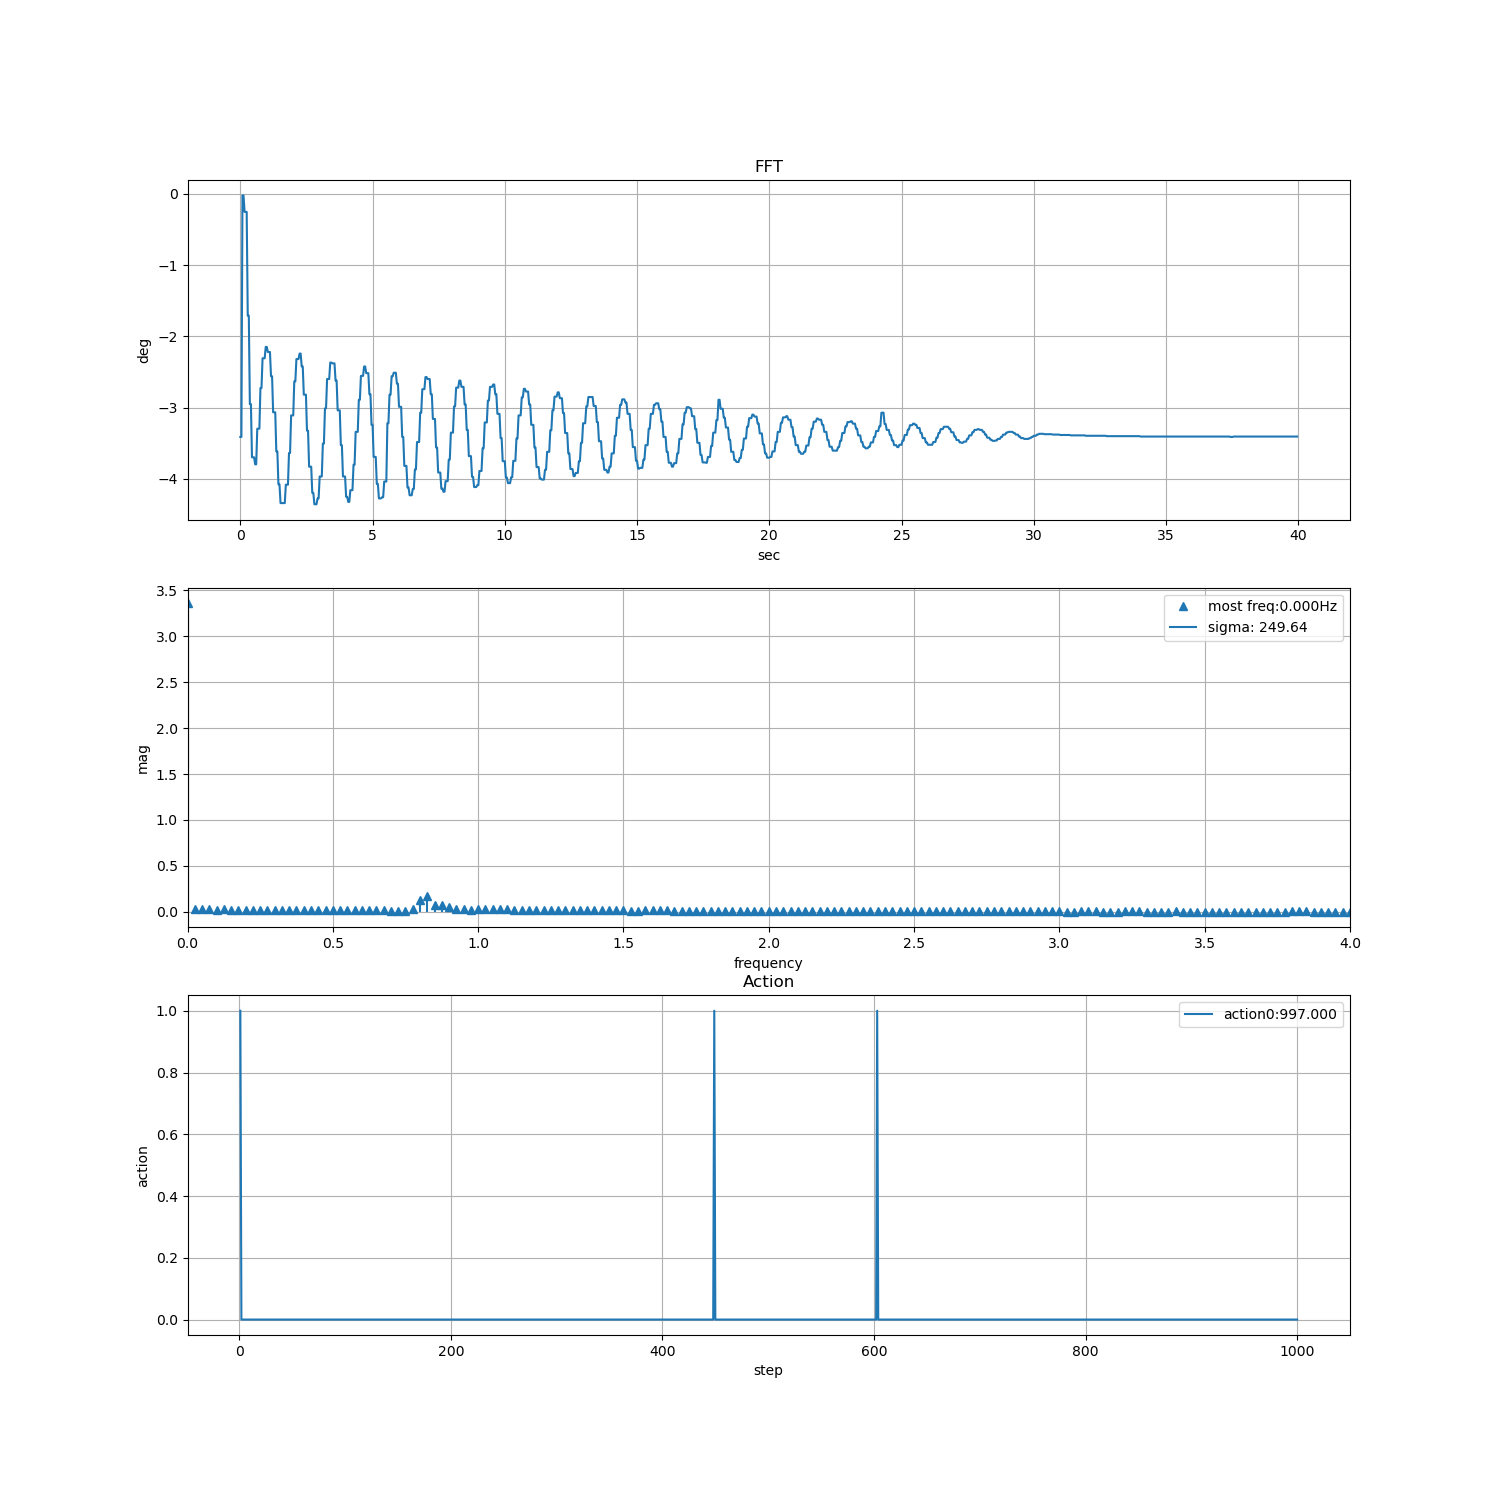 FFT
0
−1
−2
−3
−4
deg
0 5 10 15 20 25 30 35 40
sec
3.5
3.0
2.5
2.0
1.5
1.0
0.5
0.0
mag
most freq:0.000Hz
sigma: 249.64
0.0 0.5 1.0 1.5 2.0 2.5 3.0 3.5 4.0
frequency
Action
1.0
0.8
0.6
0.4
0.2
0.0
action
action0:997.000
0 200 400 600 800 1000
step